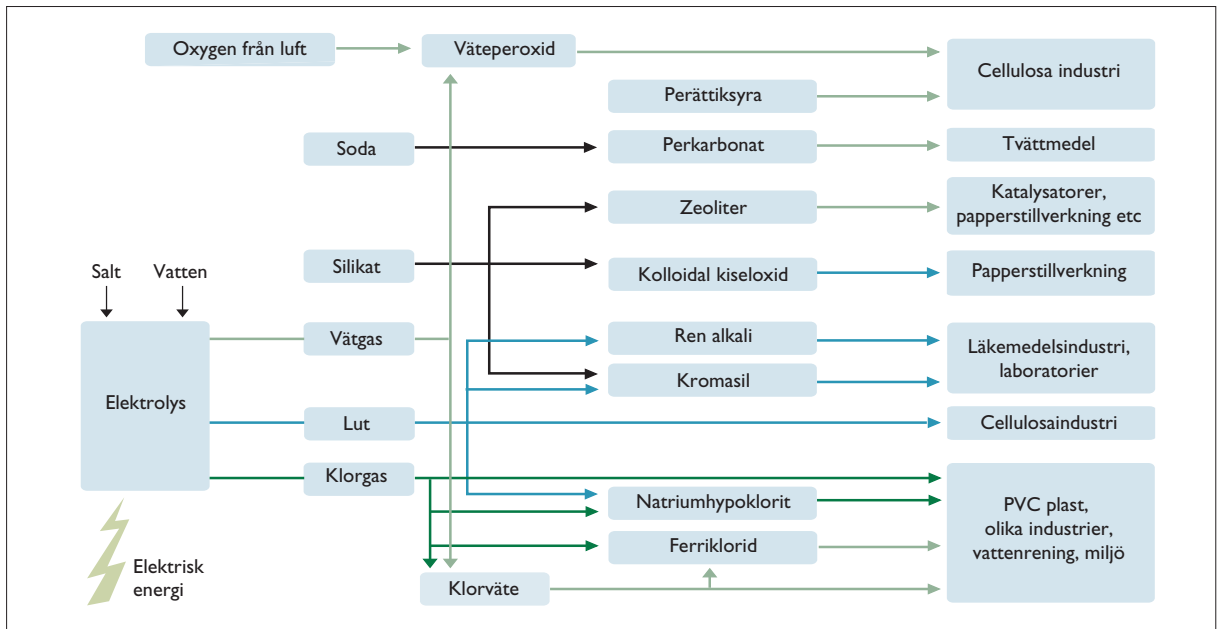 Oxygen från luft
Väteperoxid
Cellulosa industri
Perättiksyra
Soda
Perkarbonat
Tvättmedel
Zeoliter
Katalysatorer,
papperstillverkning etc
Salt
Vatten
Silikat
Kolloidal kiseloxid
Papperstillverkning
Vätgas
Ren alkali
Läkemedelsindustri,
laboratorier
Kromasil
Elektrolys
Lut
Cellulosaindustri
Klorgas
Natriumhypoklorit
PVC plast,
olika industrier,
vattenrening, miljö
Ferriklorid
Elektrisk
energi
Klorväte